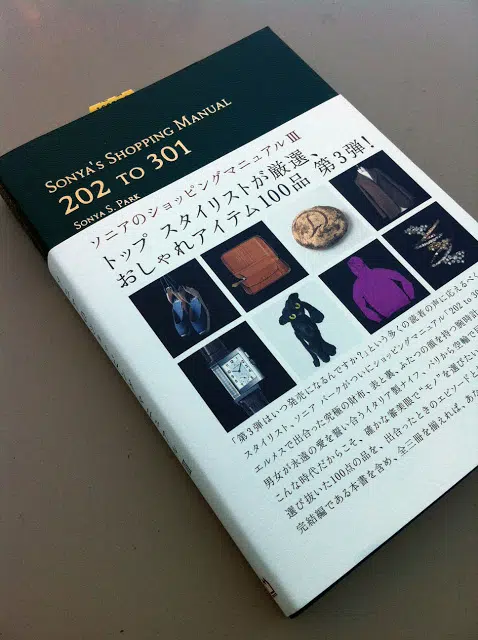 SONYA'S SHOPPING MANUAL
202 TO 301
SONYA S. PARK
ソニアのショッピングマニュアル III
トップ スタイリストが厳選、
おしゃれアイテム100品 第3弾!
「第3弾はいつ発売になるんですか?」という多くの読者の声に応えるべく
スタイリスト、ソニア パークがついにショッピングマニュアル「202 to 30
エルメスで出合った究極の財布、表と裏、ふたつの顔を持つ腕時計
男女が永遠の愛を誓い合うイタリア製ナイフ、パリから空輸で
こんな時代だからこそ、確かな審美眼で"モノ"を選びたい
選び抜いた100点の品を、出合ったときのエピソードと
完結編である本書を含め、全三冊を揃えれば、あな